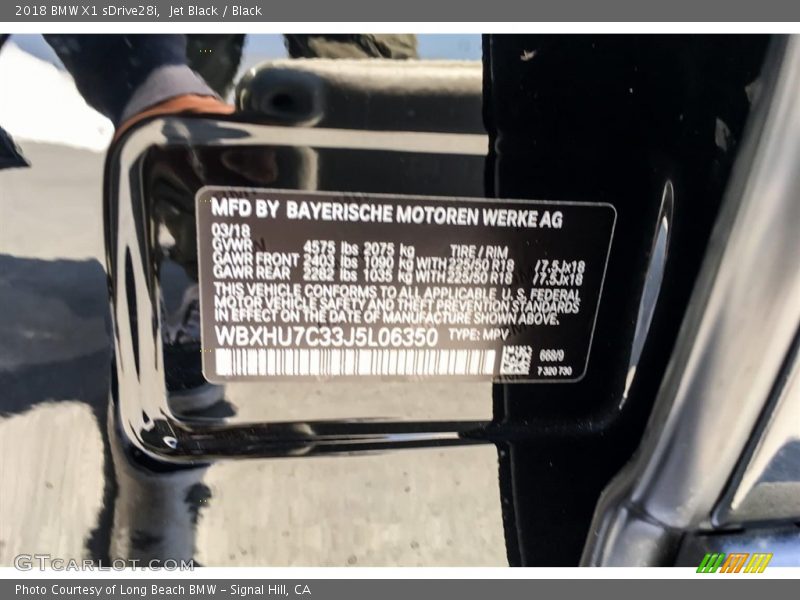 2018 BMW X1 sDrive28i, Jet Black / Black
MFD BY BAYERISCHE MOTOREN WERKE AG
03/18
GVWR 4575 lbs 2075 kg TIRE / RIM
GAWR FRONT 2403 lbs 1090 kg WITH 225/50 R18 /7.5Jx18
GAWR REAR 2282 lbs 1035 kg WITH 225/50 R18 /7.5Jx18
THIS VEHICLE CONFORMS TO ALL APPLICABLE U. S. FEDERAL
MOTOR VEHICLE SAFETY AND THEFT PREVENTION STANDARDS
IN EFFECT ON THE DATE OF MANUFACTURE SHOWN ABOVE.
WBXHU7C33J5L06350 TYPE: MPV
668/9
7 320 730
GTCarLot.com
Photo Courtesy of Long Beach BMW – Signal Hill, CA